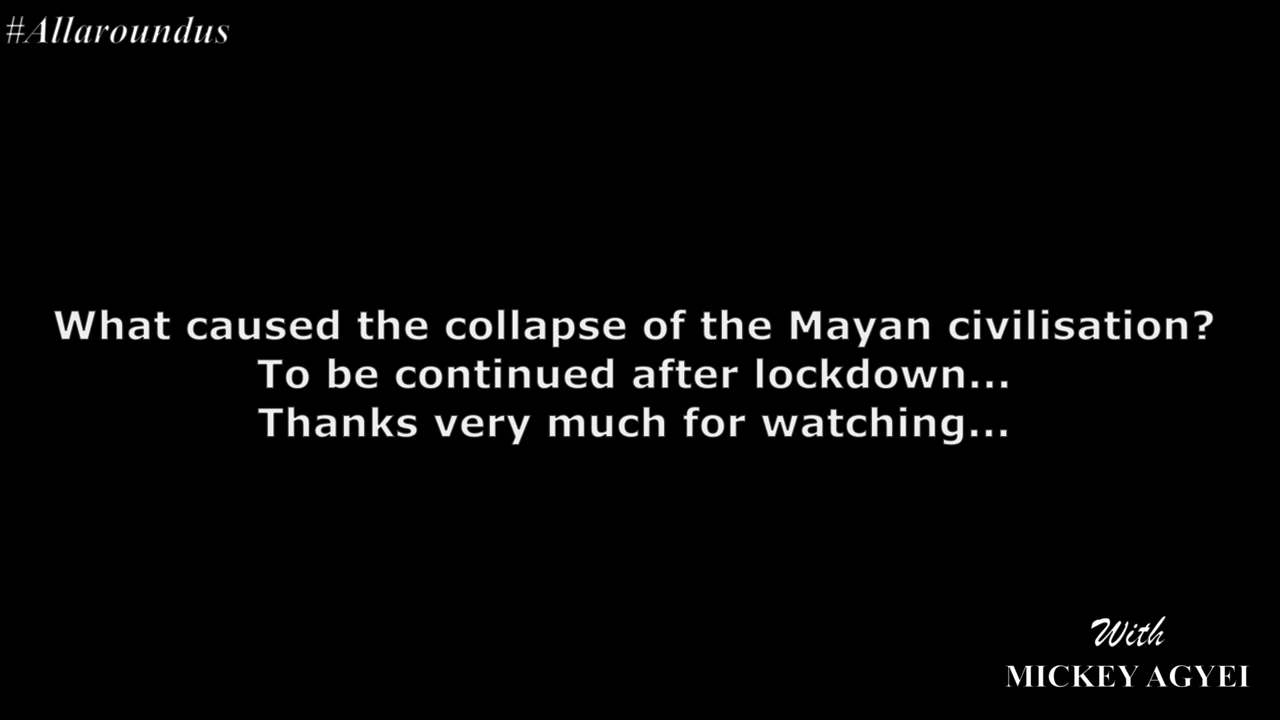 #Allaroundus
What caused the collapse of the Mayan civilisation?
To be continued after lockdown...
Thanks very much for watching...
With
MICKEY AGYEI